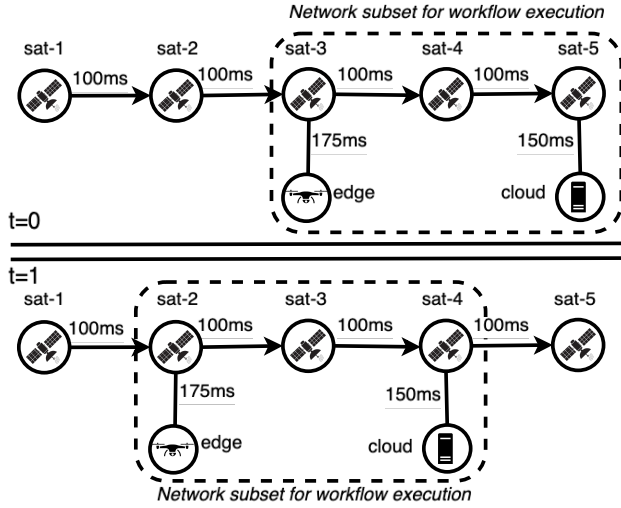 Network subset for workflow execution
sat-1 sat-2 sat-3 sat-4 sat-5
100ms 100ms 100ms 100ms
175ms 150ms
edge cloud
t=0
t=1
sat-1 sat-2 sat-3 sat-4 sat-5
100ms 100ms 100ms 100ms
175ms 150ms
edge cloud
Network subset for workflow execution